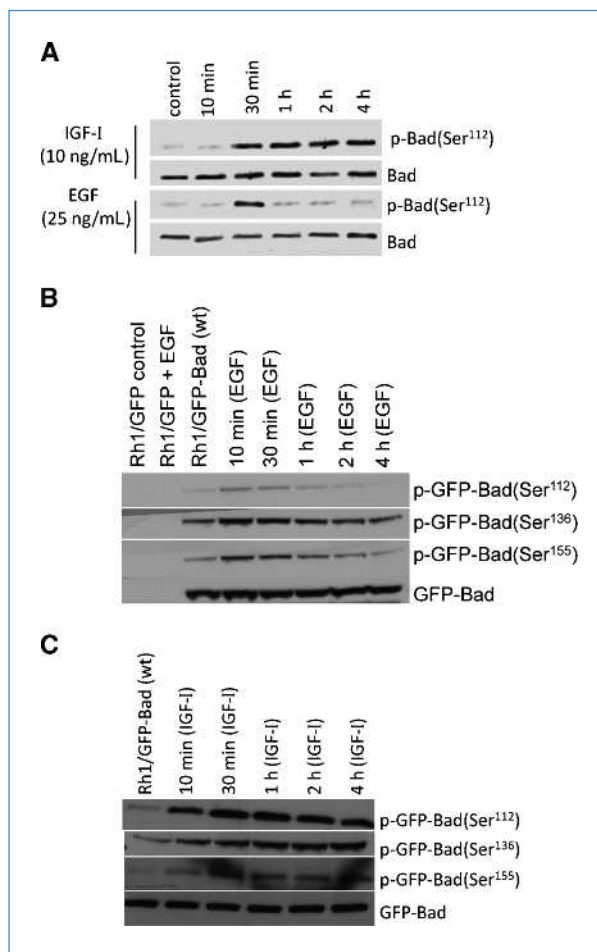 A
control
10 min
30 min
1 h
2 h
4 h
IGF-I
(10 ng/mL)
p-Bad(Ser¹¹²)
Bad
EGF
(25 ng/mL)
p-Bad(Ser¹¹²)
Bad
B
Rh1/GFP control
Rh1/GFP + EGF
Rh1/GFP-Bad (wt)
10 min (EGF)
30 min (EGF)
1 h (EGF)
2 h (EGF)
4 h (EGF)
p-GFP-Bad(Ser¹¹²)
p-GFP-Bad(Ser¹³⁶)
p-GFP-Bad(Ser¹⁵⁵)
GFP-Bad
C
Rh1/GFP-Bad (wt)
10 min (IGF-I)
30 min (IGF-I)
1 h (IGF-I)
2 h (IGF-I)
4 h (IGF-I)
p-GFP-Bad(Ser¹¹²)
p-GFP-Bad(Ser¹³⁶)
p-GFP-Bad(Ser¹⁵⁵)
GFP-Bad